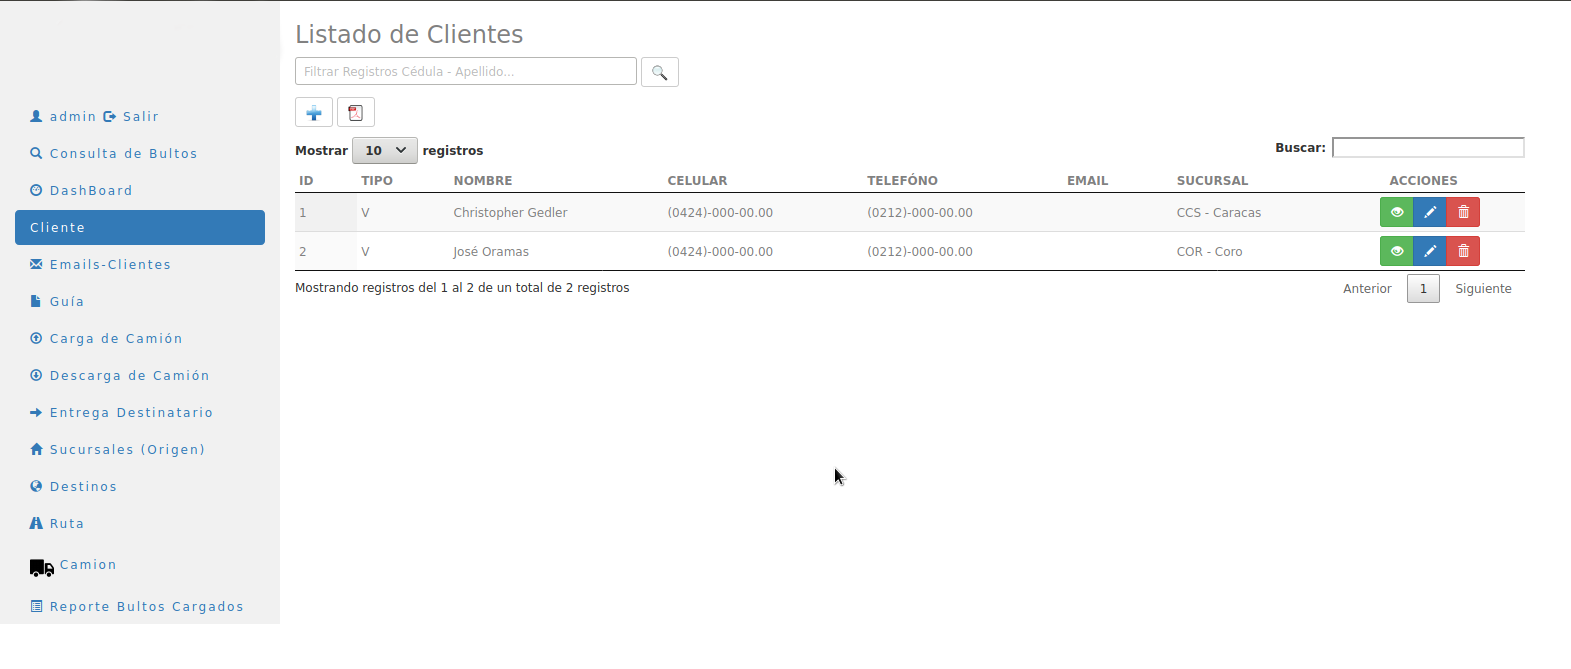 Listado de Clientes
Filtrar Registros Cédula - Apellido...
admin Salir
Consulta de Bultos
DashBoard
Cliente
Emails-Clientes
Guía
Carga de Camión
Descarga de Camión
Entrega Destinatario
Sucursales (Origen)
Destinos
Ruta
Camion
Reporte Bultos Cargados
Mostrar 10 registros
Buscar:
ID TIPO NOMBRE CELULAR TELEFÓNO EMAIL SUCURSAL ACCIONES
1 V Christopher Gedler (0424)-000-00.00 (0212)-000-00.00 CCS - Caracas
2 V José Oramas (0424)-000-00.00 (0212)-000-00.00 COR - Coro
Mostrando registros del 1 al 2 de un total de 2 registros
Anterior 1 Siguiente